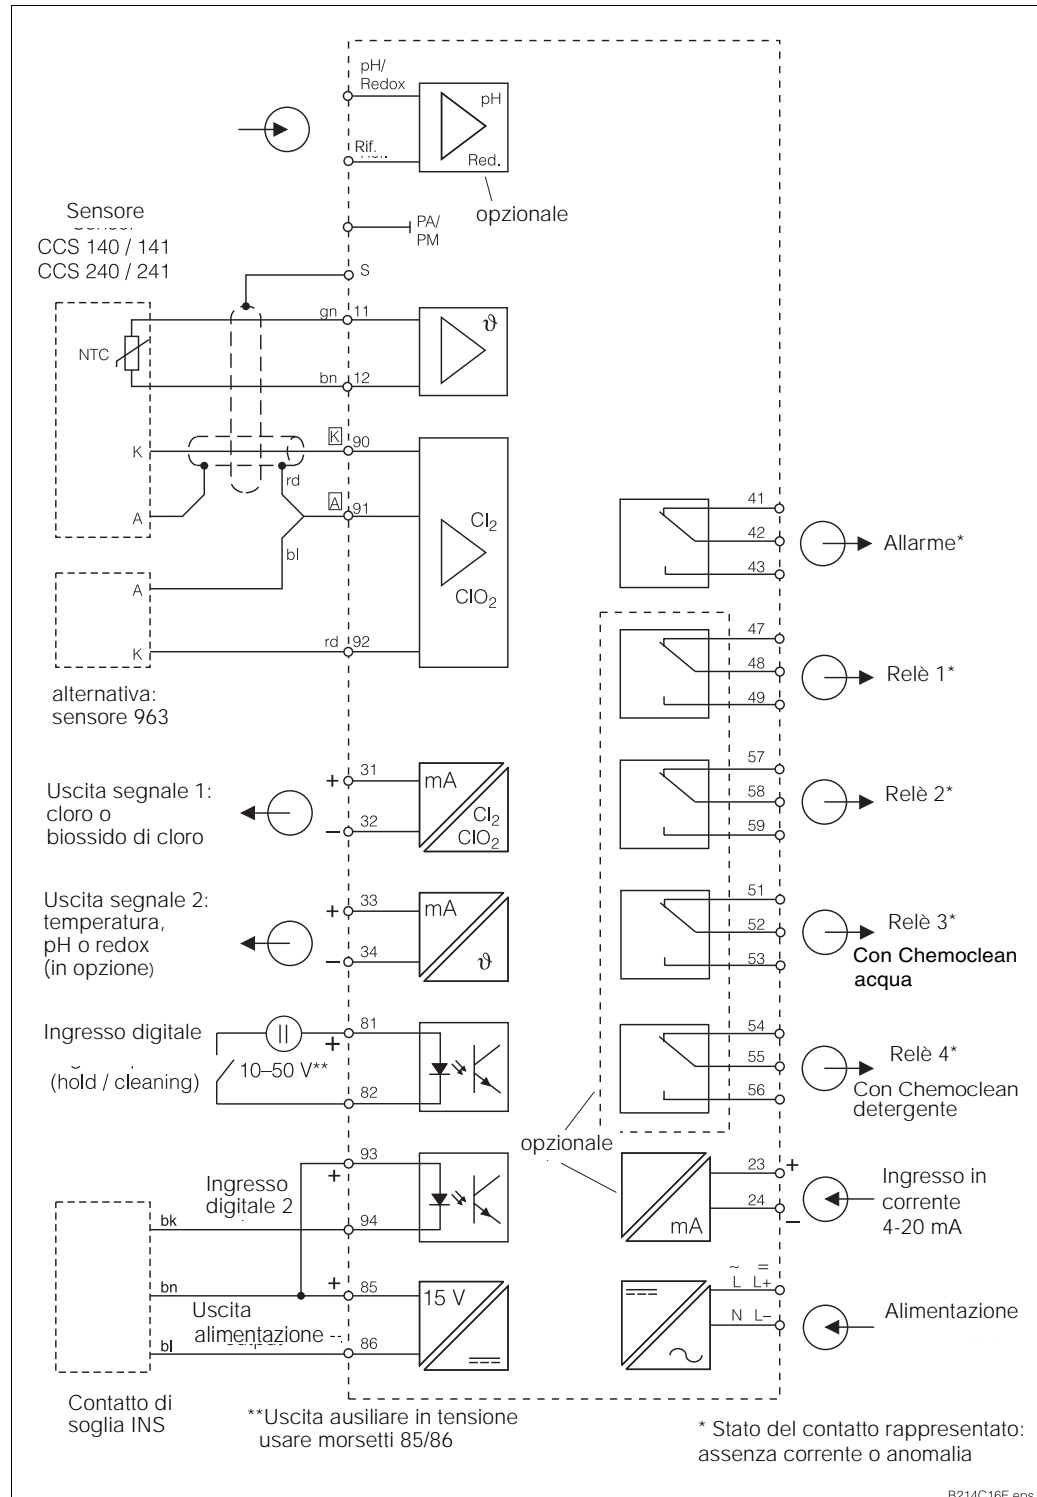 pH/
Redox
pH
Rif.
Red.
opzionale
PA/
PM
Sensore
CCS 140 / 141
CCS 240 / 241
S
gn 11
ϑ
NTC
bn 12
K
K 90
rd
A
A 91
Cl2
ClO2
bl
A
K
rd 92
alternativa:
sensore 963
41
42
43
Allarme*
47
48
49
Relè 1*
57
58
59
Relè 2*
51
52
53
Relè 3*
Con Chemoclean
acqua
54
55
56
Relè 4*
Con Chemoclean
detergente
Uscita segnale 1:
cloro o
biossido di cloro
+ 31
– 32
mA
Cl2
ClO2
Uscita segnale 2:
temperatura,
pH o redox
(in opzione)
+ 33
– 34
mA
ϑ
Ingresso digitale
(hold / cleaning)
10–50 V**
81
+
82
opzionale
93
+
Ingresso
digitale 2
bk
94
mA
23 +
24 –
Ingresso in
corrente
4-20 mA
bn
+ 85
15 V
Uscita
alimentazione --
bl
86
~ =
L L+
N L–
Alimentazione
Contatto di
soglia INS
**Uscita ausiliare in tensione
usare morsetti 85/86
* Stato del contatto rappresentato:
assenza corrente o anomalia
B214C16E.eps